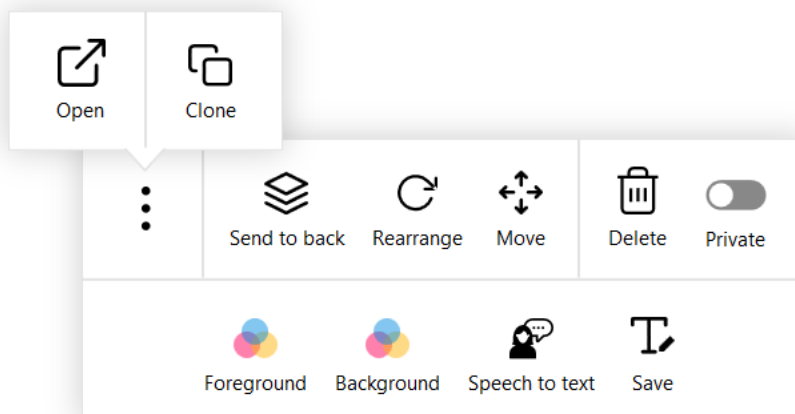 Open
Clone
Send to back
Rearrange
Move
Delete
Private
Foreground
Background
Speech to text
Save